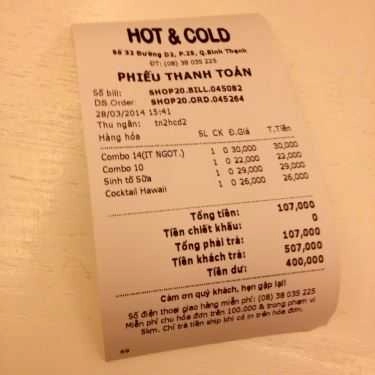 HOT & COLD
Số 32 Đường D2, P.25, Q.Bình Thạnh
ĐT: (08) 38 035 225
PHIẾU THANH TOÁN
Số bill: SHOP20.BILL.045082
DS Order: SHOP20.ORD.045264
28/03/2014 15:41
Thu ngân: tn2hcd2
Hàng hóa SL CK Đ.Giá T.Tiền
Combo 14(IT NGOT.) 1 0 30,000 30,000
Combo 10 1 0 22,000 22,000
Sinh tố Sữa 1 0 29,000 29,000
Cocktail Hawaii 1 0 26,000 26,000
Tổng tiền: 107,000
Tiền chiết khấu: 0
Tổng phải trả: 107,000
Tiền khách trả: 507,000
Tiền dư: 400,000
Cảm ơn quý khách, hẹn gặp lại!
Số điện thoại giao hàng miễn phí: (08) 38 035 225
Miễn phí cho hóa đơn trên 100,000 & trong phạm vi
5km. Chỉ trả tiền ship khi có in trên hóa đơn.
69